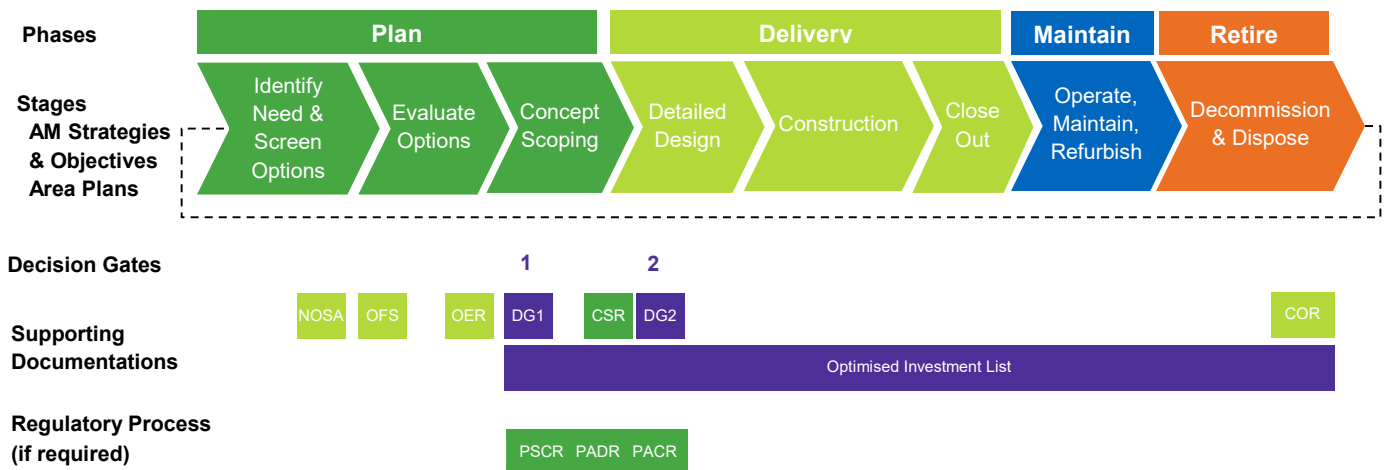 Phases
Plan
Delivery
Maintain
Retire
Stages
AM Strategies
& Objectives
Area Plans
Identify
Need &
Screen
Options
Evaluate
Options
Concept
Scoping
Detailed
Design
Construction
Close
Out
Operate,
Maintain,
Refurbish
Decommission
& Dispose
Decision Gates
1
2
Supporting
Documentations
NOSA
OFS
OER
DG1
CSR
DG2
COR
Optimised Investment List
Regulatory Process
(if required)
PSCR PADR PACR